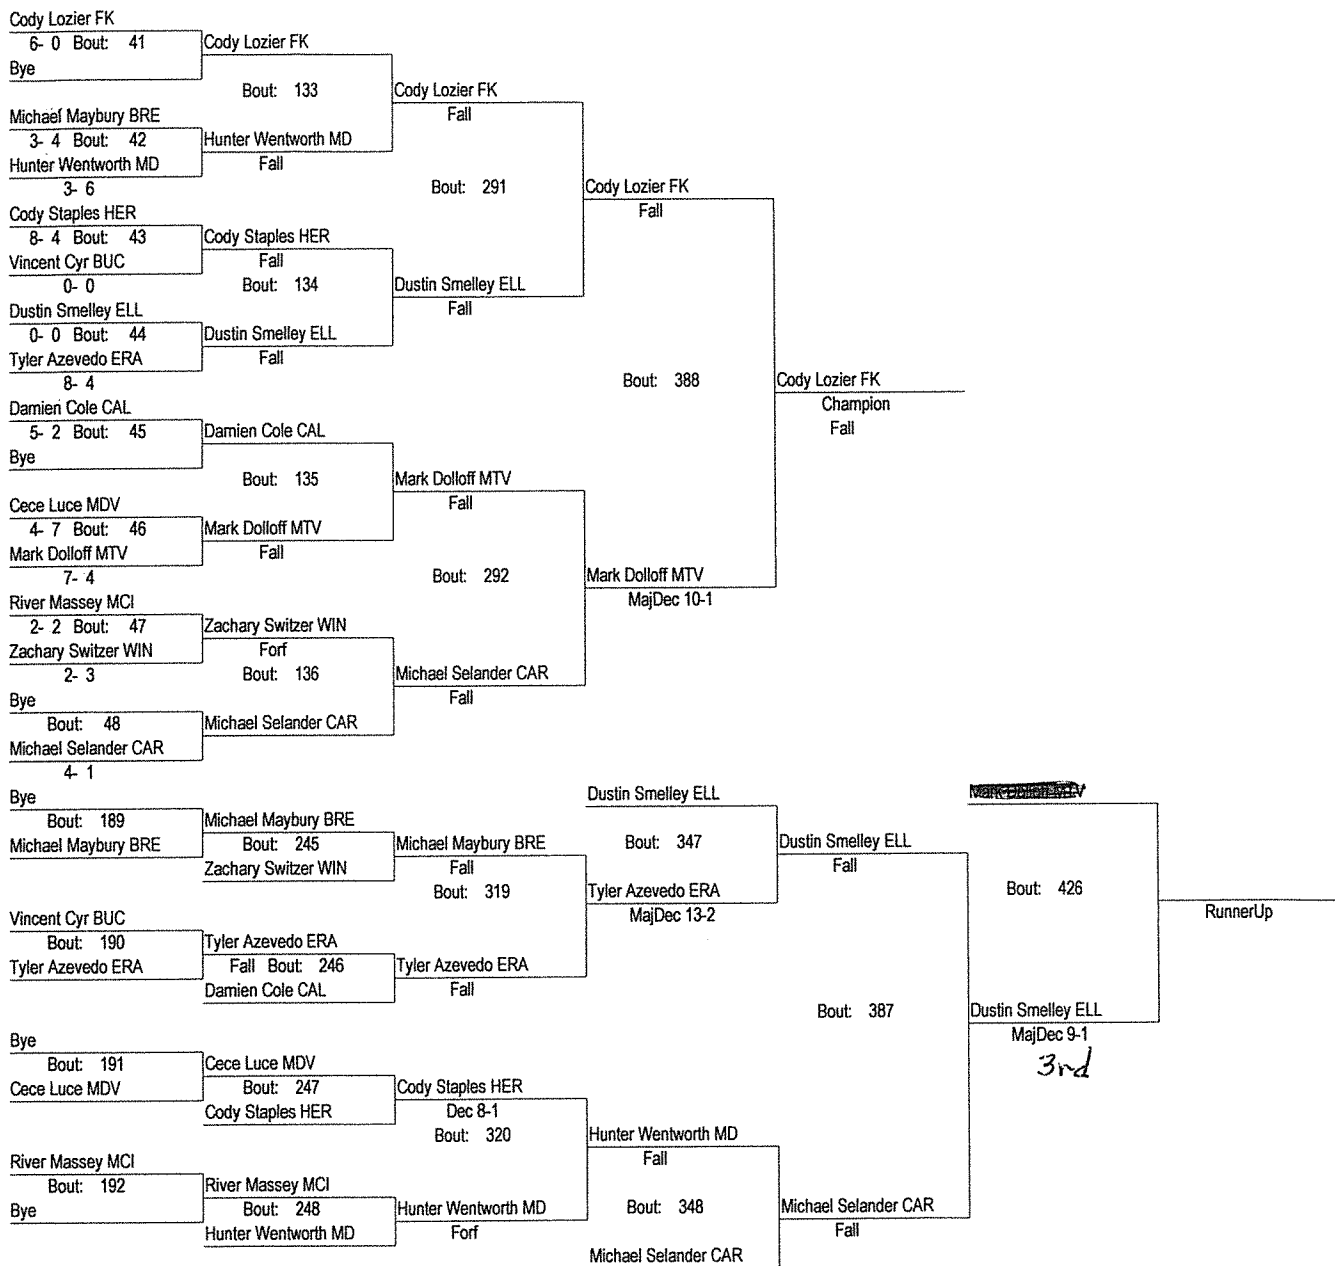 Cody Lozier FK
6- 0 Bout: 41
Bye
Cody Lozier FK
Bout: 133
Michael Maybury BRE
3- 4 Bout: 42
Hunter Wentworth MD
3- 6
Hunter Wentworth MD
Fall
Cody Lozier FK
Fall
Bout: 291
Cody Staples HER
8- 4 Bout: 43
Vincent Cyr BUC
0- 0
Cody Staples HER
Fall
Bout: 134
Dustin Smelley ELL
0- 0 Bout: 44
Tyler Azevedo ERA
8- 4
Dustin Smelley ELL
Fall
Dustin Smelley ELL
Fall
Cody Lozier FK
Fall
Bout: 388
Damien Cole CAL
5- 2 Bout: 45
Bye
Damien Cole CAL
Bout: 135
Cece Luce MDV
4- 7 Bout: 46
Mark Dolloff MTV
7- 4
Mark Dolloff MTV
Fall
Mark Dolloff MTV
Fall
Bout: 292
River Massey MCI
2- 2 Bout: 47
Zachary Switzer WIN
2- 3
Zachary Switzer WIN
Forf
Bout: 136
Bye
Bout: 48
Michael Selander CAR
4- 1
Michael Selander CAR
Michael Selander CAR
Fall
Mark Dolloff MTV
MajDec 10-1
Cody Lozier FK
Champion
Fall
Bye
Bout: 189
Michael Maybury BRE
Michael Maybury BRE
Bout: 245
Zachary Switzer WIN
Michael Maybury BRE
Fall
Bout: 319
Vincent Cyr BUC
Bout: 190
Tyler Azevedo ERA
Tyler Azevedo ERA
Fall Bout: 246
Damien Cole CAL
Tyler Azevedo ERA
Fall
Dustin Smelley ELL
Bout: 347
Tyler Azevedo ERA
MajDec 13-2
Dustin Smelley ELL
Fall
Bout: 387
Bye
Bout: 191
Cece Luce MDV
Cece Luce MDV
Bout: 247
Cody Staples HER
Cody Staples HER
Dec 8-1
Bout: 320
River Massey MCI
Bout: 192
Bye
River Massey MCI
Bout: 248
Hunter Wentworth MD
Hunter Wentworth MD
Forf
Hunter Wentworth MD
Fall
Bout: 348
Michael Selander CAR
Michael Selander CAR
Fall
Bout: 426
Dustin Smelley ELL
MajDec 9-1
3rd
RunnerUp